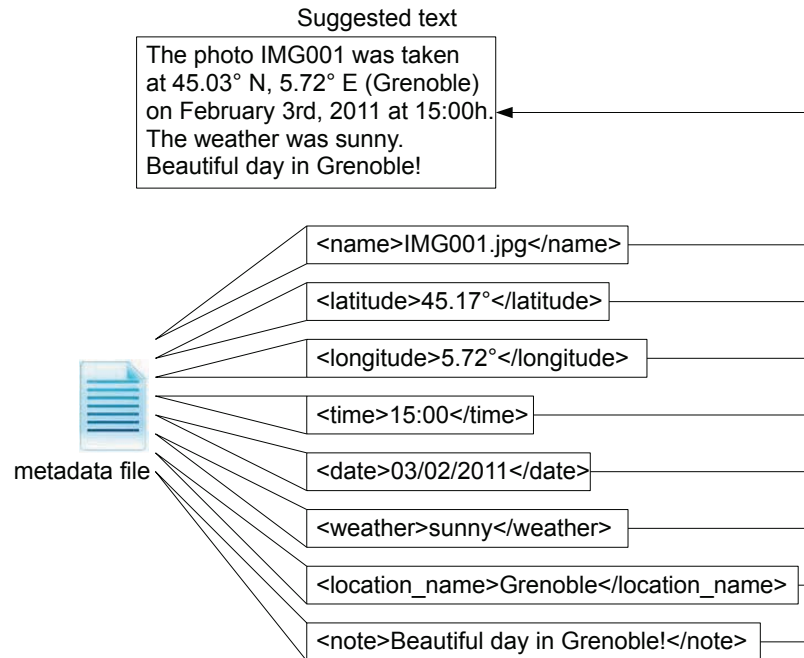 Suggested text
The photo IMG001 was taken
at 45.03° N, 5.72° E (Grenoble)
on February 3rd, 2011 at 15:00h.
The weather was sunny.
Beautiful day in Grenoble!
<name>IMG001.jpg</name>
<latitude>45.17°</latitude>
<longitude>5.72°</longitude>
<time>15:00</time>
metadata file
<date>03/02/2011</date>
<weather>sunny</weather>
<location_name>Grenoble</location_name>
<note>Beautiful day in Grenoble!</note>